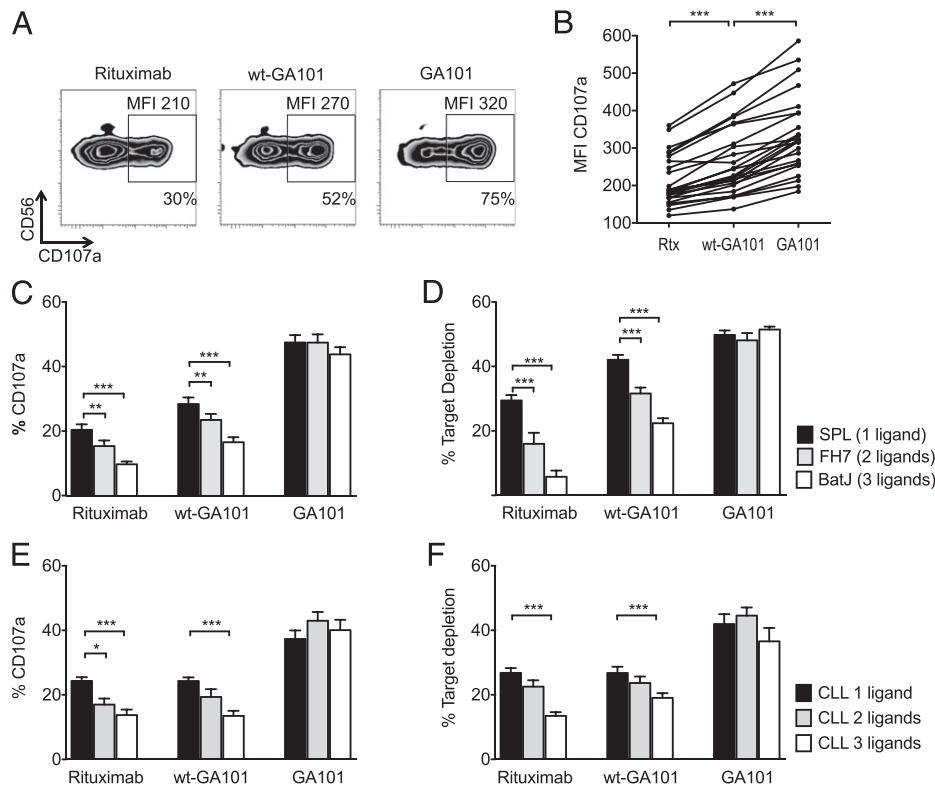 A
Rituximab
wt-GA101
GA101
MFI 210
MFI 270
MFI 320
30%
52%
75%
CD56
CD107a
B
***
***
MFI CD107a
600
500
400
300
200
100
Rtx
wt-GA101
GA101
C
% CD107a
60
40
20
0
***
**
***
**
Rituximab
wt-GA101
GA101
D
% Target Depletion
60
40
20
***
***
***
***
Rituximab
wt-GA101
GA101
SPL (1 ligand)
FH7 (2 ligands)
BatJ (3 ligands)
E
% CD107a
60
40
20
0
***
*
***
Rituximab
wt-GA101
GA101
F
% Target depletion
60
40
20
0
***
***
Rituximab
wt-GA101
GA101
CLL 1 ligand
CLL 2 ligands
CLL 3 ligands